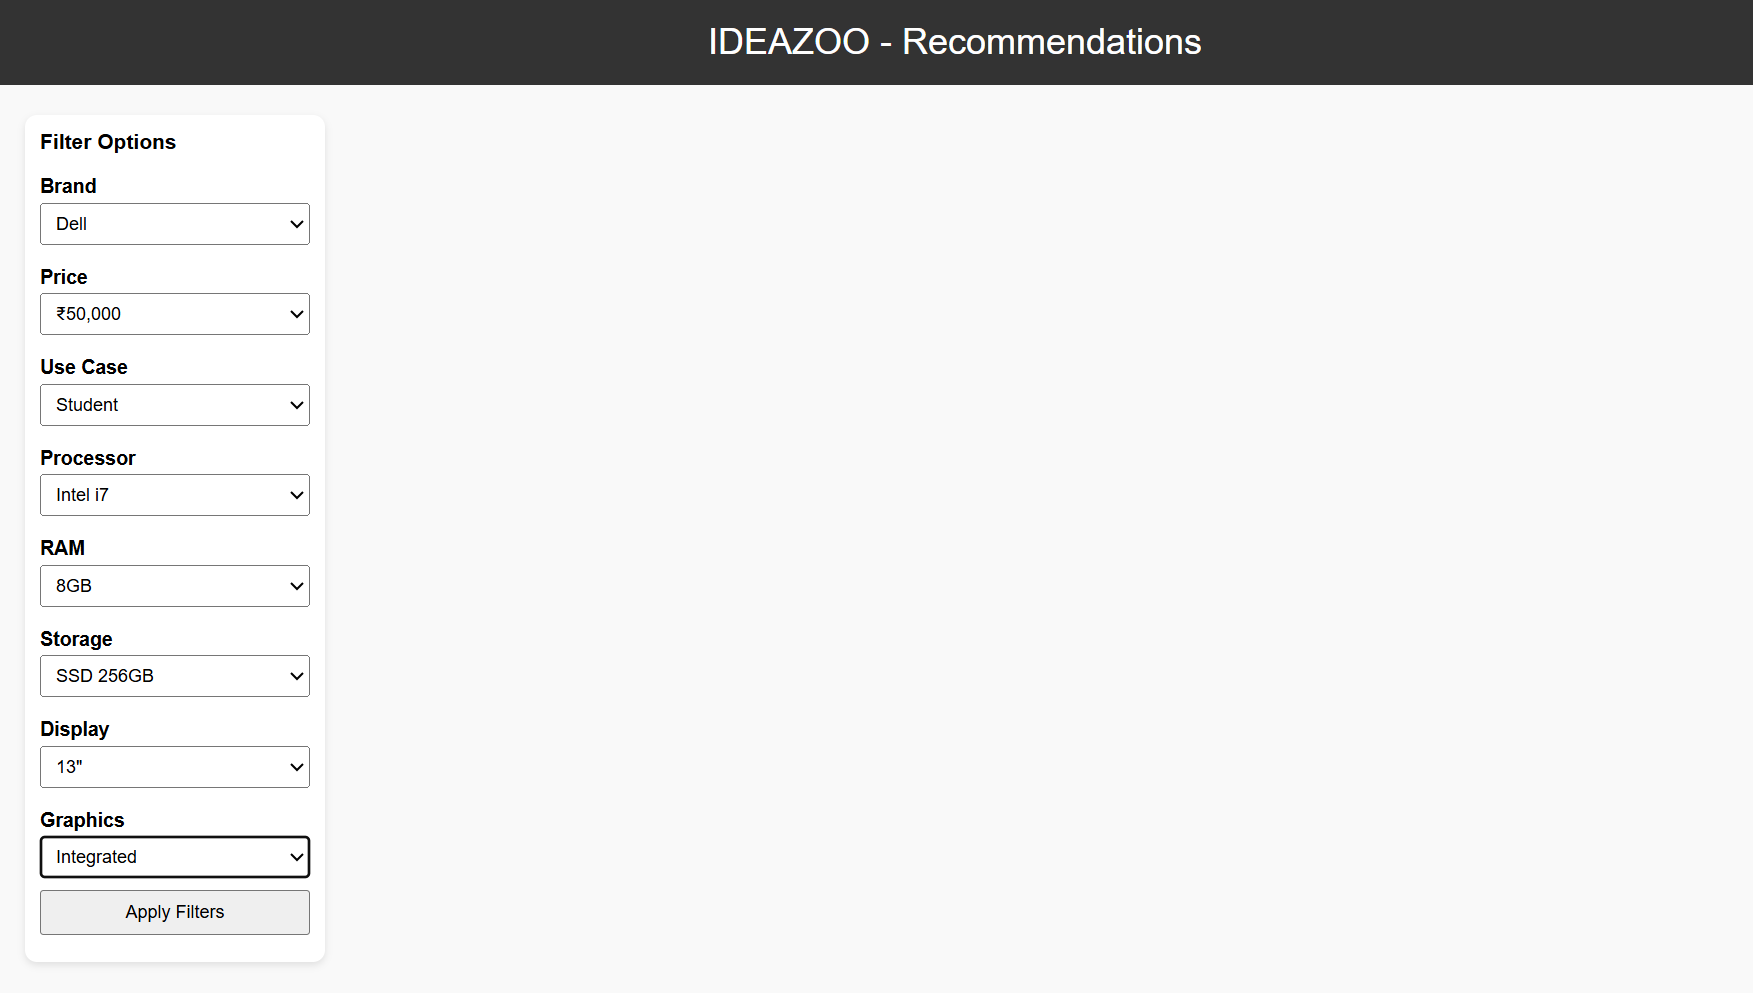 IDEAZOO - Recommendations
Filter Options
Brand
Dell
Price
₹50,000
Use Case
Student
Processor
Intel i7
RAM
8GB
Storage
SSD 256GB
Display
13"
Graphics
Integrated
Apply Filters